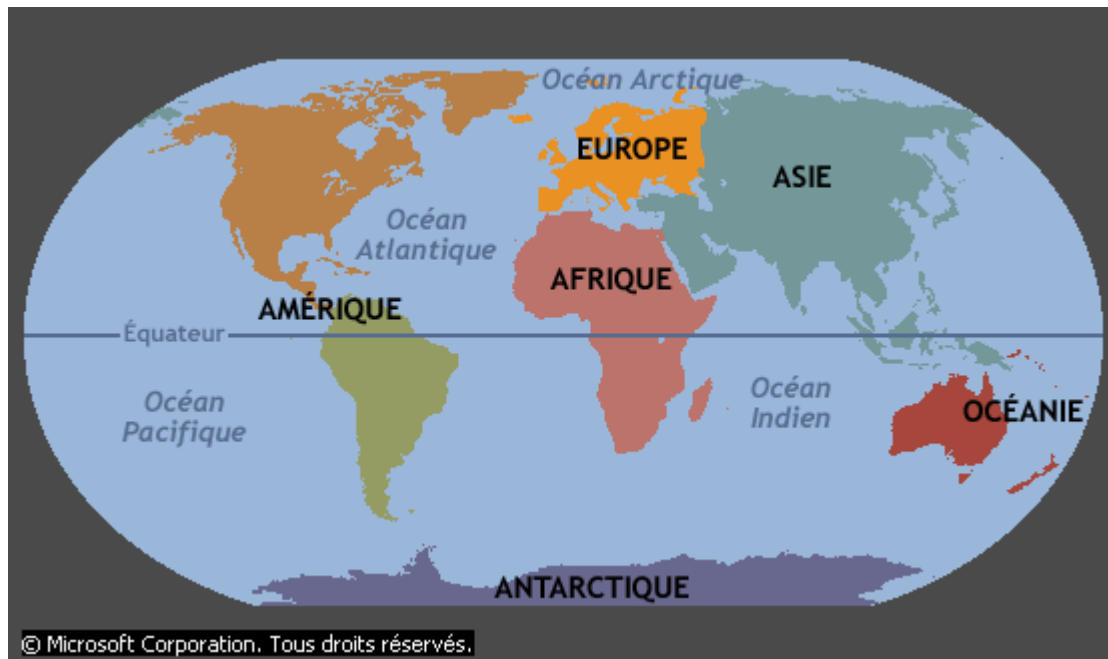 Océan Arctique
EUROPE
ASIE
Océan
Atlantique
AFRIQUE
AMÉRIQUE
Équateur
Océan
Pacifique
Océan
Indien
OCÉANIE
ANTARCTIQUE
© Microsoft Corporation. Tous droits réservés.